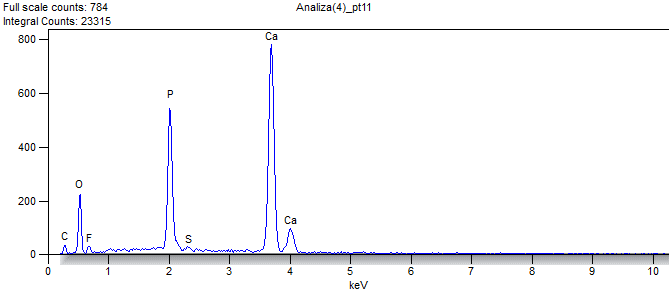 Full scale counts: 784
Analiza(4)_pt11
Integral Counts: 23315
800
600
400
200
0
Ca
P
O
Ca
C
F
S
0 1 2 3 4 5 6 7 8 9 10
keV